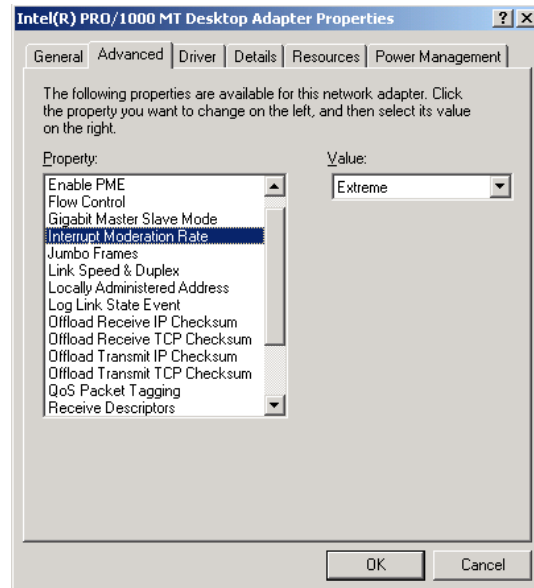 Intel(R) PRO/1000 MT Desktop Adapter Properties
General Advanced Driver Details Resources Power Management
The following properties are available for this network adapter. Click
the property you want to change on the left, and then select its value
on the right.
Property: Value:
Enable PME Extreme
Flow Control
Gigabit Master Slave Mode
Interrupt Moderation Rate
Jumbo Frames
Link Speed & Duplex
Locally Administered Address
Log Link State Event
Offload Receive IP Checksum
Offload Receive TCP Checksum
Offload Transmit IP Checksum
Offload Transmit TCP Checksum
QoS Packet Tagging
Receive Descriptors
OK Cancel